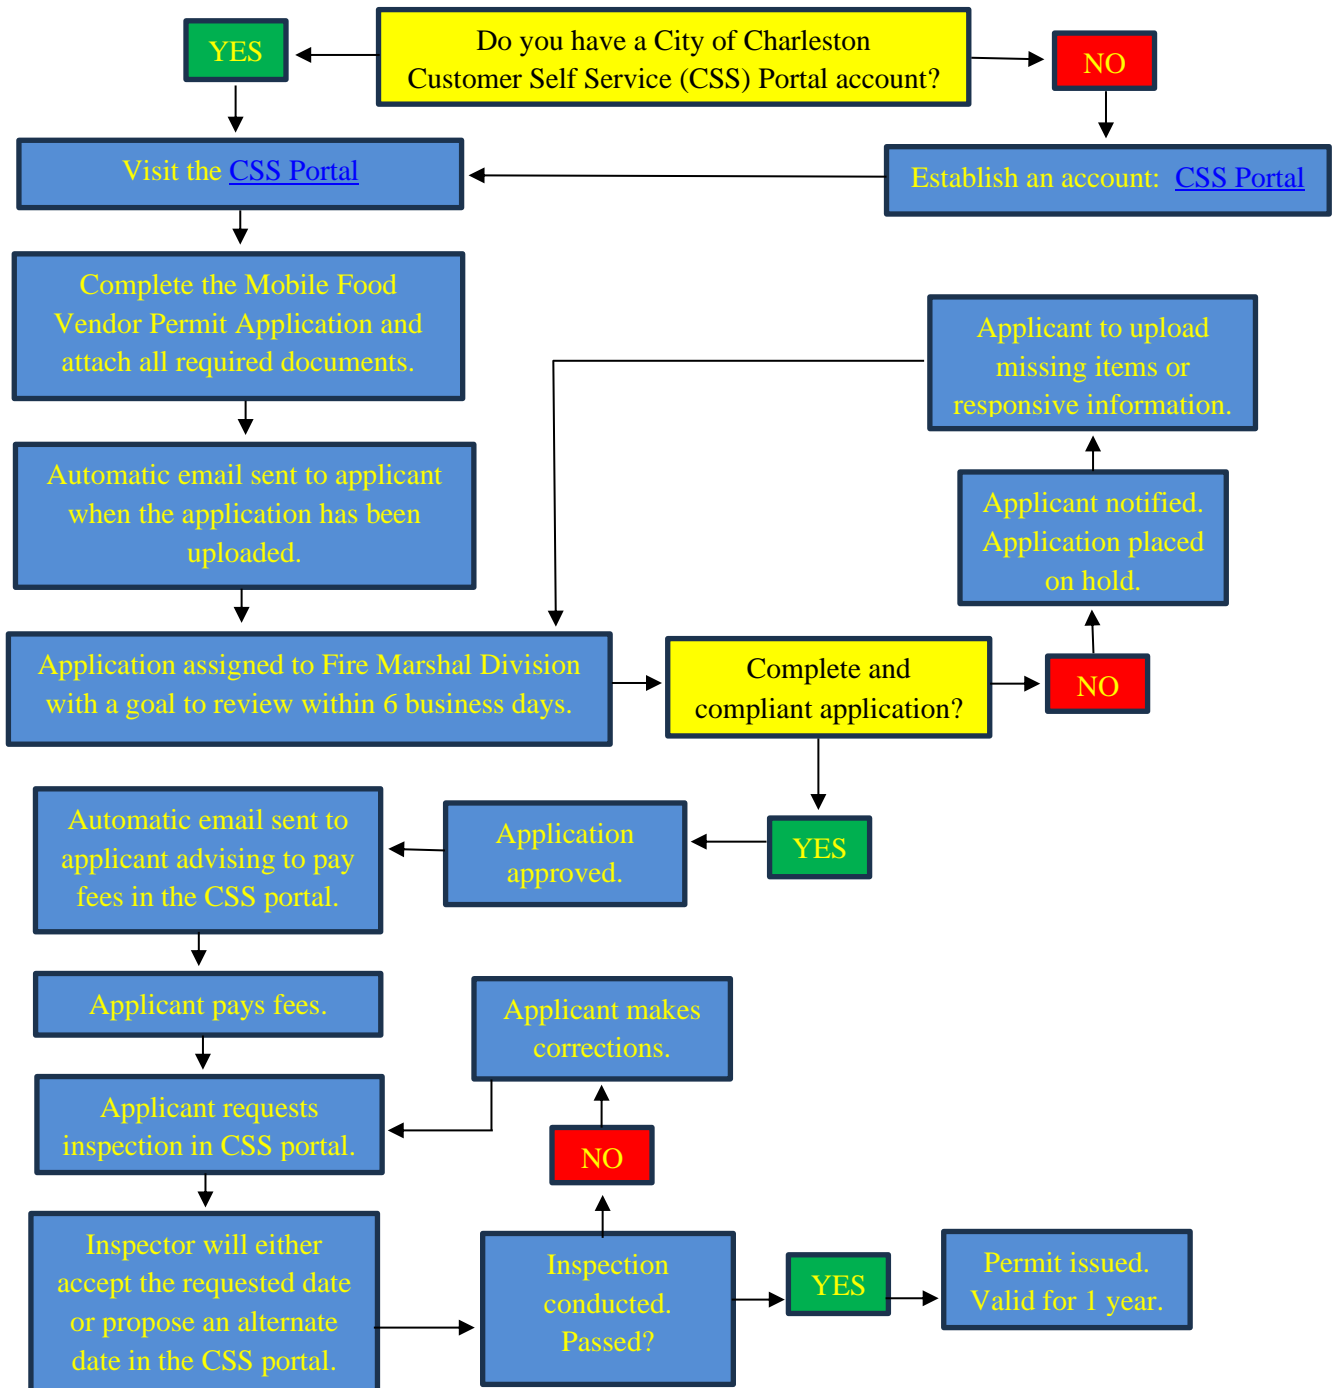 Do you have a City of Charleston
Customer Self Service (CSS) Portal account?
YES
NO
Visit the CSS Portal
Establish an account: CSS Portal
Complete the Mobile Food
Vendor Permit Application and
attach all required documents.
Applicant to upload
missing items or
responsive information.
Automatic email sent to applicant
when the application has been
uploaded.
Applicant notified.
Application placed
on hold.
Application assigned to Fire Marshal Division
with a goal to review within 6 business days.
Complete and
compliant application?
NO
YES
Application
approved.
Automatic email sent to
applicant advising to pay
fees in the CSS portal.
Applicant pays fees.
Applicant makes
corrections.
Applicant requests
inspection in CSS portal.
NO
Inspector will either
accept the requested date
or propose an alternate
date in the CSS portal.
Inspection
conducted.
Passed?
YES
Permit issued.
Valid for 1 year.